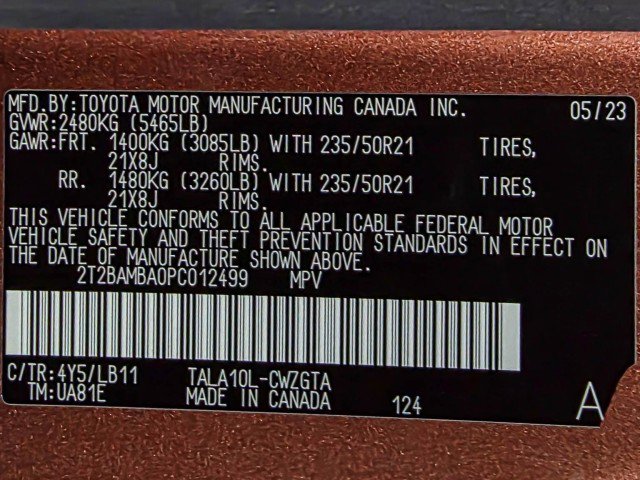 MFD.BY:TOYOTA MOTOR MANUFACTURING CANADA INC. 05/23
GVWR:2480KG (5465LB)
GAWR:FRT. 1400KG (3085LB) WITH 235/50R21 TIRES,
21X8J RIMS.
RR. 1480KG (3260LB) WITH 235/50R21 TIRES,
21X8J RIMS.
THIS VEHICLE CONFORMS TO ALL APPLICABLE FEDERAL MOTOR
VEHICLE SAFETY AND THEFT PREVENTION STANDARDS IN EFFECT ON
THE DATE OF MANUFACTURE SHOWN ABOVE.
2T2BAMBA0PC012499 MPV
C/TR:4Y5/LB11 TALA10L-CWZGTA
TM:UA81E MADE IN CANADA 124 A